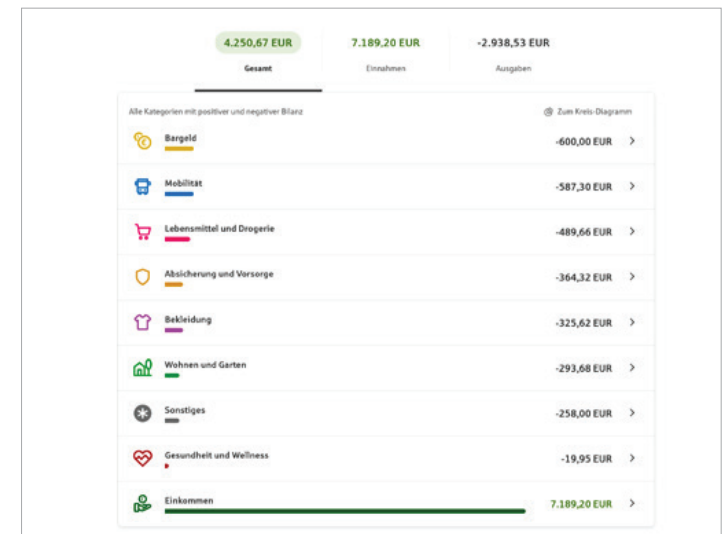 4.250,67 EUR 7.189,20 EUR -2.938,53 EUR
Gesamt Einnahmen Ausgaben
Alle Kategorien mit positiver und negativer Bilanz Zum Kreis-Diagramm
Bargeld -600,00 EUR
Mobilität -587,30 EUR
Lebensmittel und Drogerie -489,66 EUR
Absicherung und Vorsorge -364,32 EUR
Bekleidung -325,62 EUR
Wohnen und Garten -293,68 EUR
Sonstiges -258,00 EUR
Gesundheit und Wellness -19,95 EUR
Einkommen 7.189,20 EUR